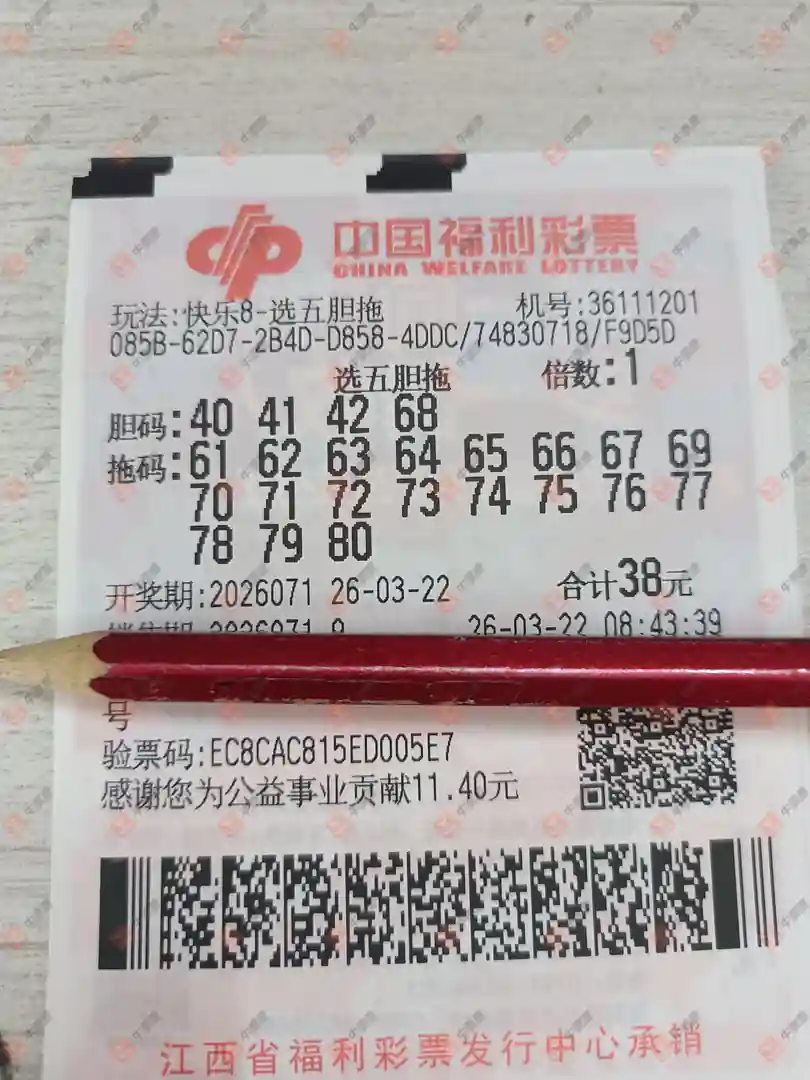 中国福利彩票
CHINA WELFARE LOTTERY
玩法:快乐8-选五胆拖 机号:36111201
085B-62D7-2B4D-D858-4DDC/74830718/F9D5D
选五胆拖 倍数:1
胆码:40 41 42 68
拖码:61 62 63 64 65 66 67 69
70 71 72 73 74 75 76 77
78 79 80
开奖期:2026071 26-03-22 合计38元
销售期:2026071 9 26-03-22 08:43:39
号
验票码:EC8CAC815ED005E7
感谢您为公益事业贡献11.40元
江西省福利彩票发行中心承销